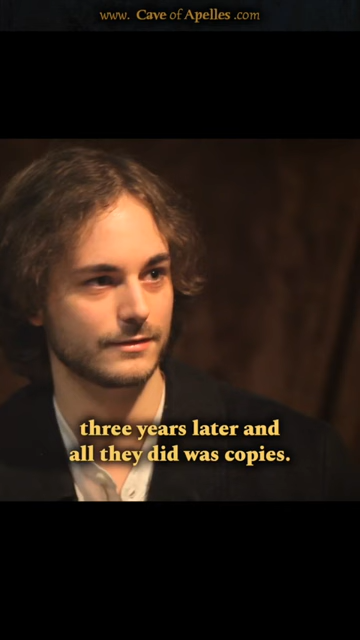 www. Cave of Apelles .com
three years later and
all they did was copies.